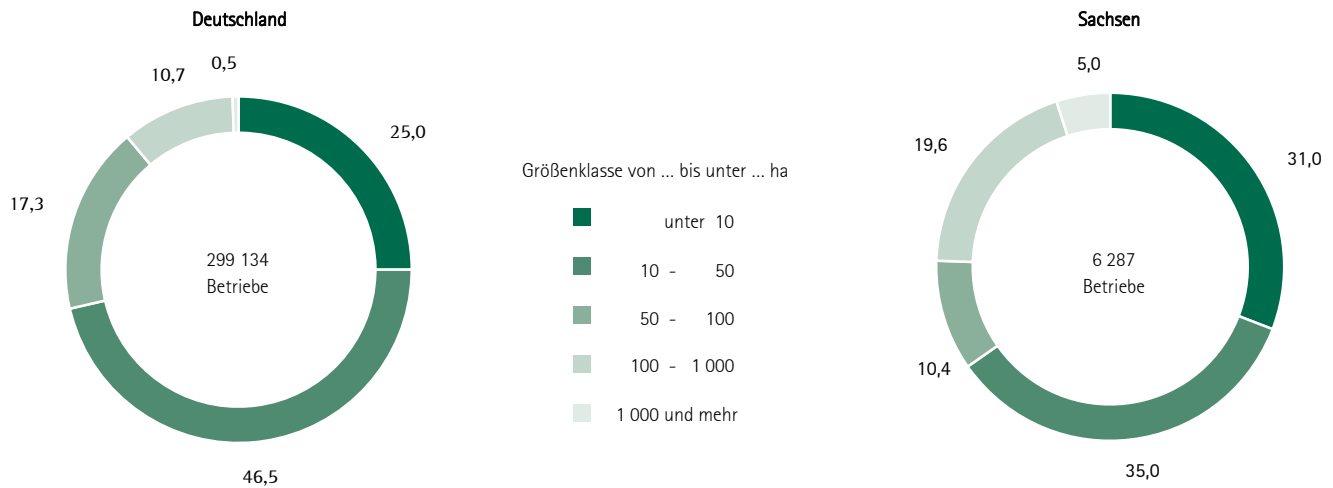 Deutschland
0,5
10,7
25,0
17,3
299 134
Betriebe
46,5
Größenklasse von ... bis unter ... ha
unter 10
10 - 50
50 - 100
100 - 1 000
1 000 und mehr
Sachsen
5,0
19,6
31,0
6 287
Betriebe
10,4
35,0